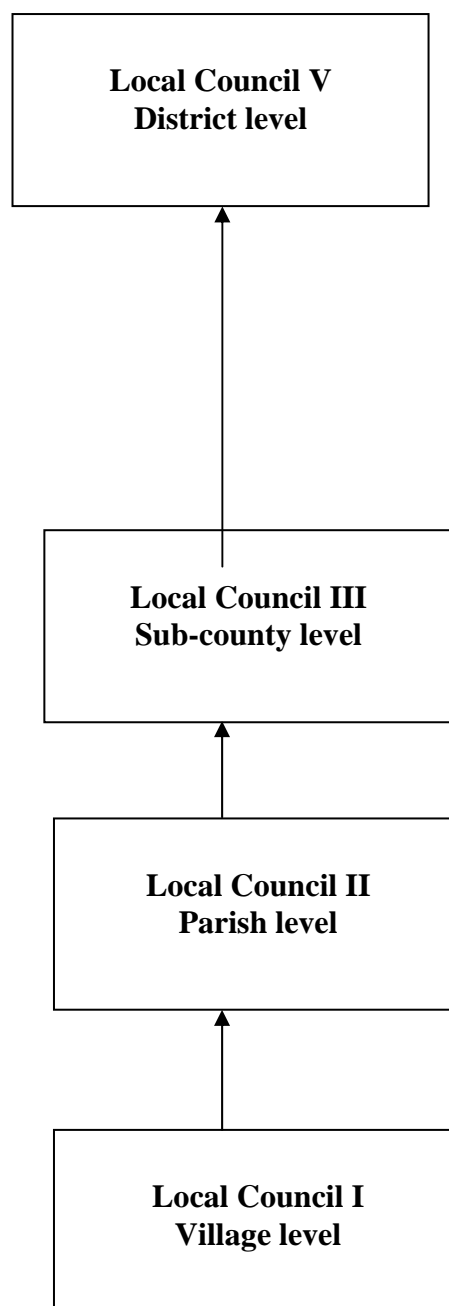 Local Council V
District level
Local Council III
Sub-county level
Local Council II
Parish level
Local Council I
Village level